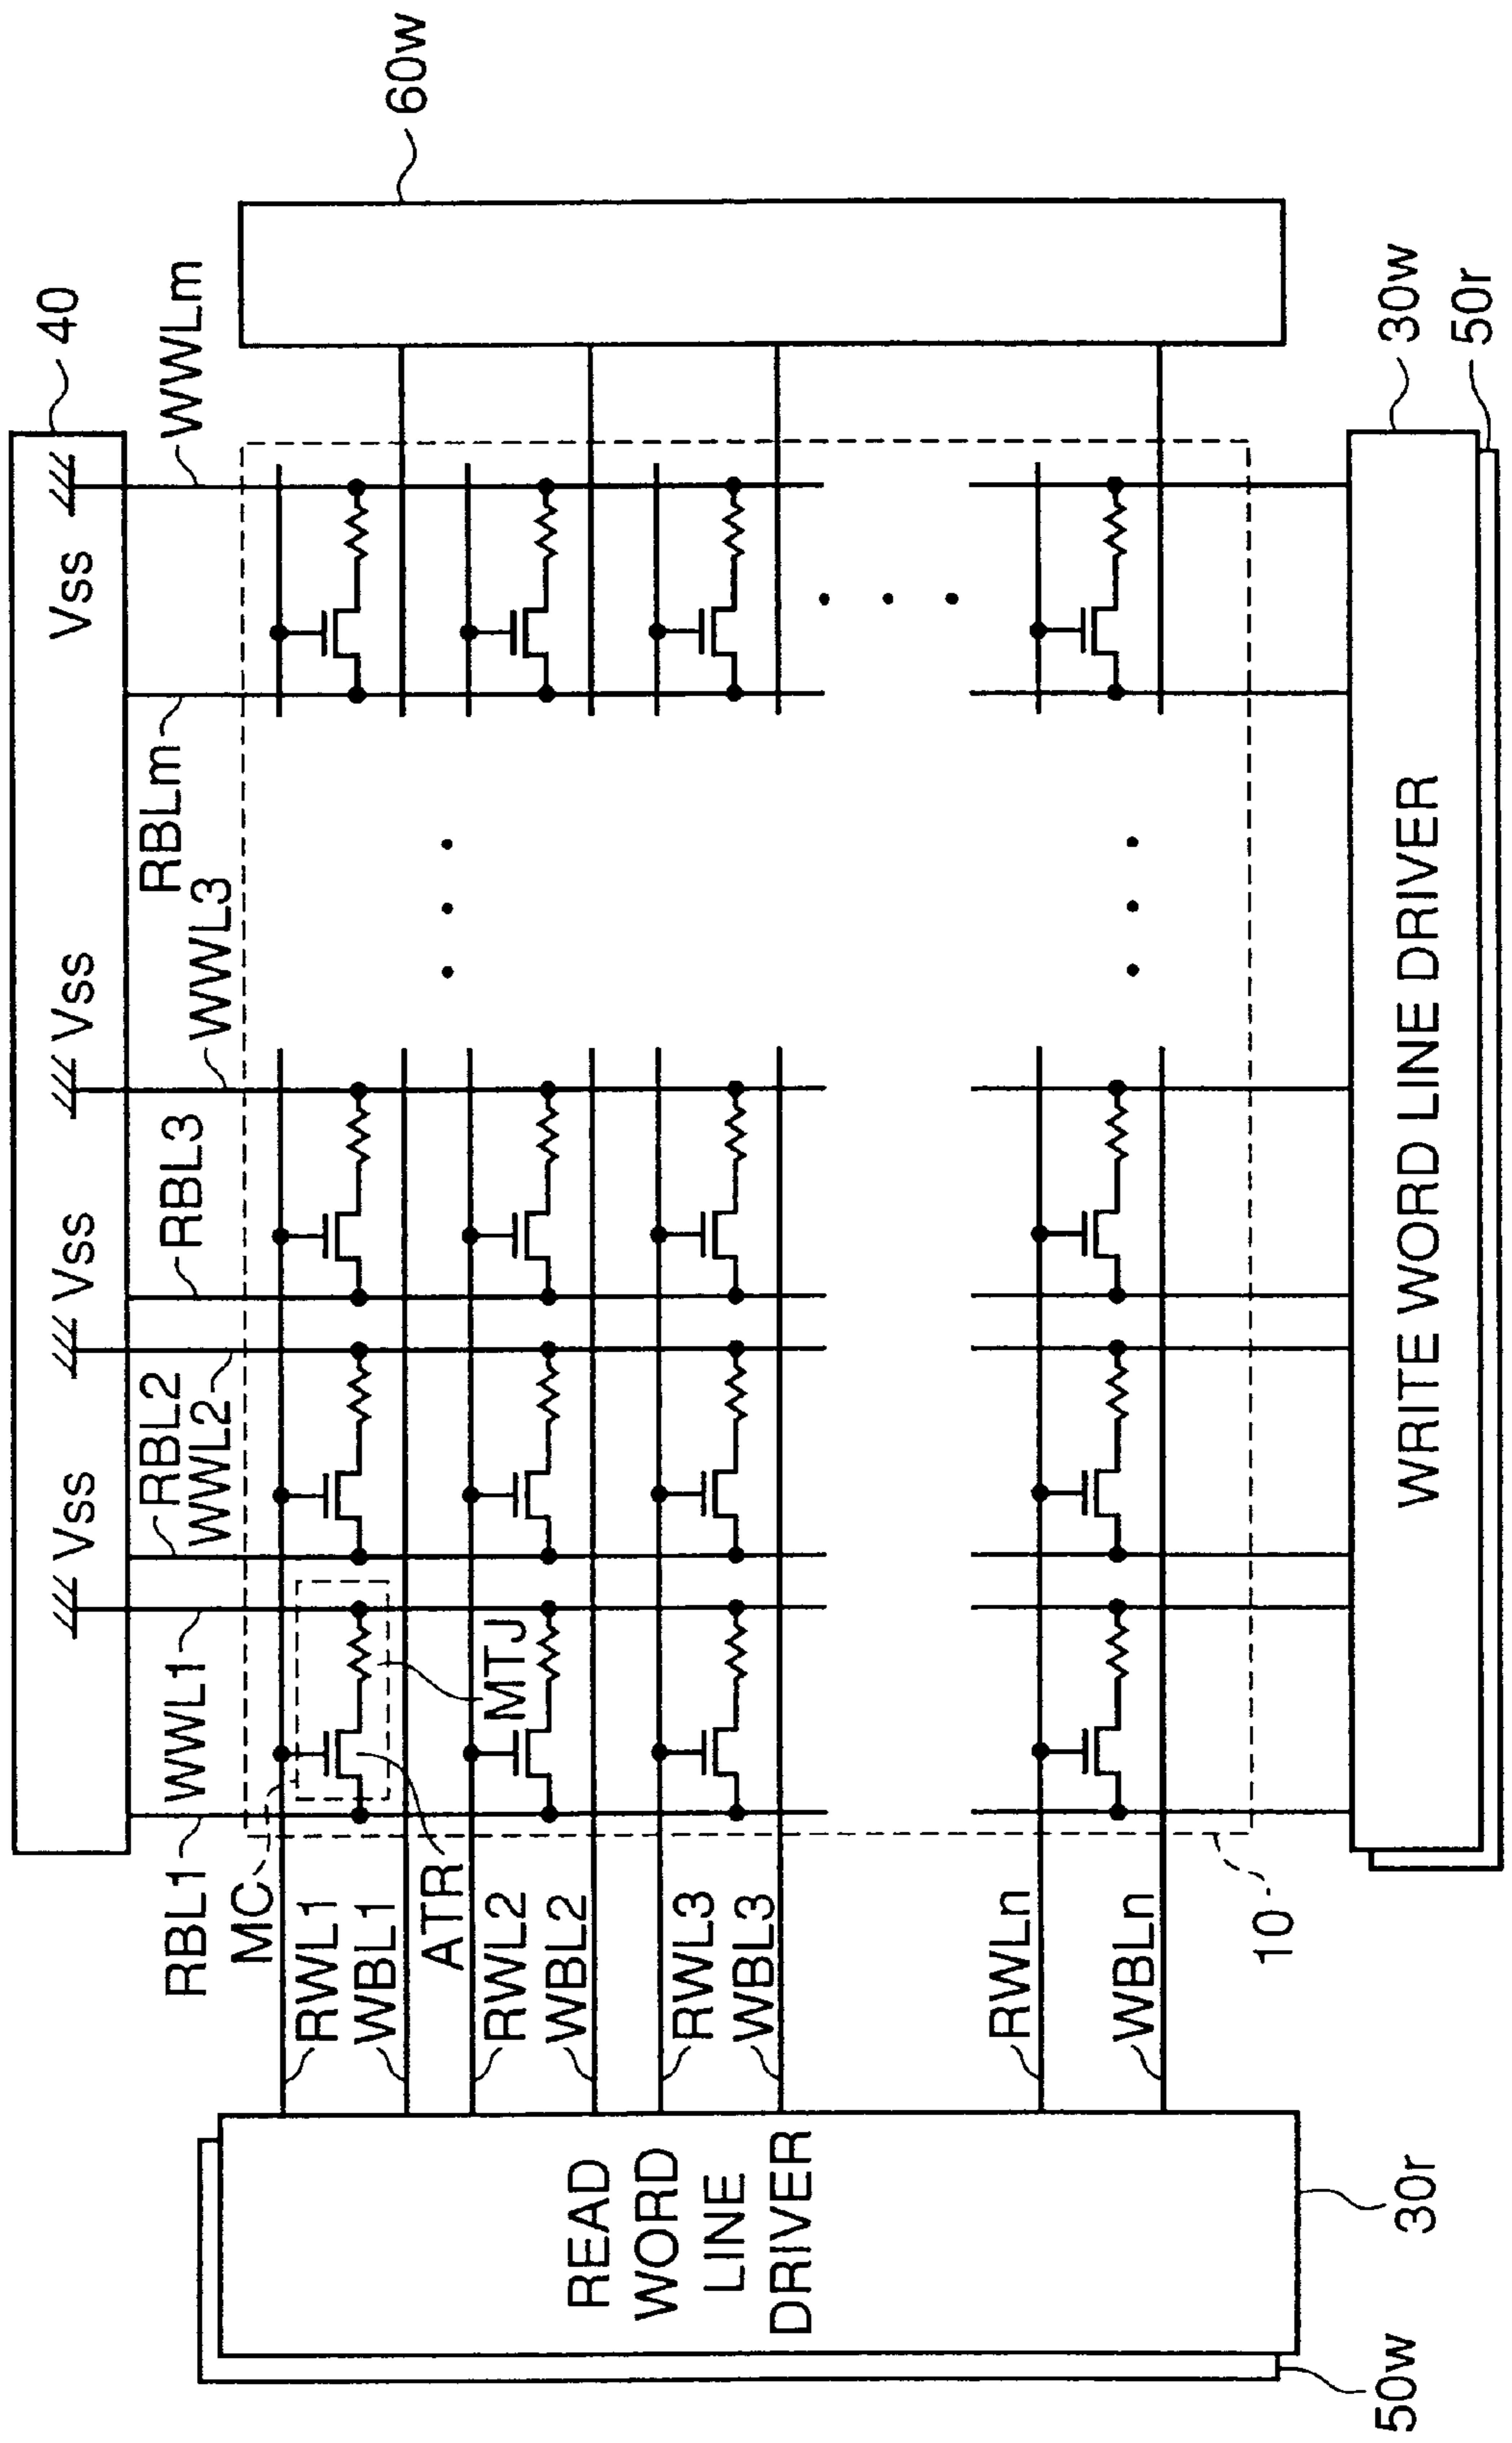 40
Vss
Vss
Vss
Vss
60w
RBL1
WWL1
RBL2
WWL2
RBL3
WWL3
RBLm
WWLm
MC
MTJ
ATR
RWL1
WBL1
RWL2
WBL2
RWL3
WBL3
RWLn
WBLn
10
READ
WORD
LINE
DRIVER
30r
50w
WRITE WORD LINE DRIVER
30w
50r